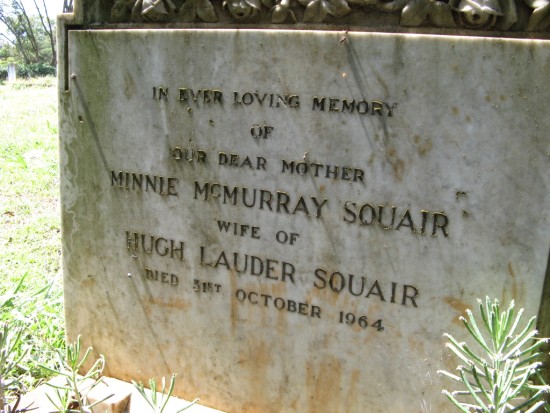 IN EVER LOVING MEMORY
OF
OUR DEAR MOTHER
MINNIE McMURRAY SQUAIR
WIFE OF
HUGH LAUDER SQUAIR
DIED 31ST OCTOBER 1964